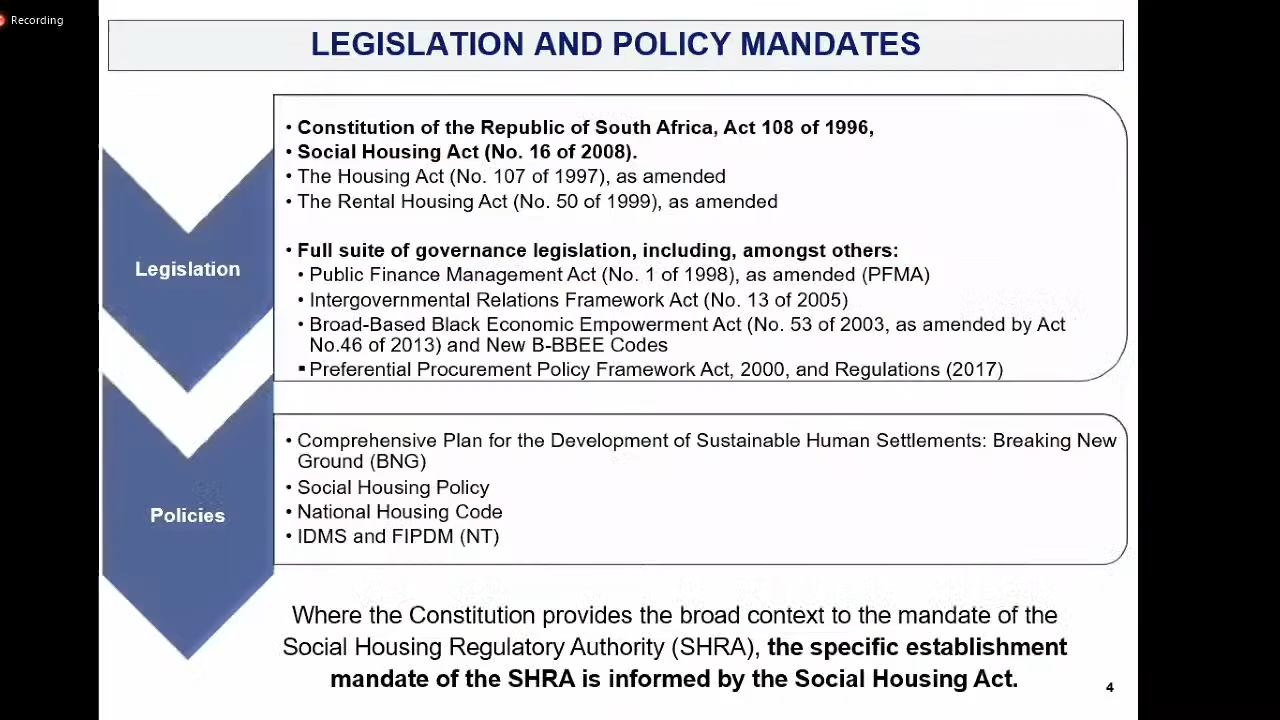 Recording
LEGISLATION AND POLICY MANDATES
Legislation
• Constitution of the Republic of South Africa, Act 108 of 1996,
• Social Housing Act (No. 16 of 2008).
• The Housing Act (No. 107 of 1997), as amended
• The Rental Housing Act (No. 50 of 1999), as amended
• Full suite of governance legislation, including, amongst others:
• Public Finance Management Act (No. 1 of 1998), as amended (PFMA)
• Intergovernmental Relations Framework Act (No. 13 of 2005)
• Broad-Based Black Economic Empowerment Act (No. 53 of 2003, as amended by Act
No.46 of 2013) and New B-BBEE Codes
▪ Preferential Procurement Policy Framework Act, 2000, and Regulations (2017)
Policies
• Comprehensive Plan for the Development of Sustainable Human Settlements: Breaking New
Ground (BNG)
• Social Housing Policy
• National Housing Code
• IDMS and FIPDM (NT)
Where the Constitution provides the broad context to the mandate of the
Social Housing Regulatory Authority (SHRA), the specific establishment
mandate of the SHRA is informed by the Social Housing Act.
4